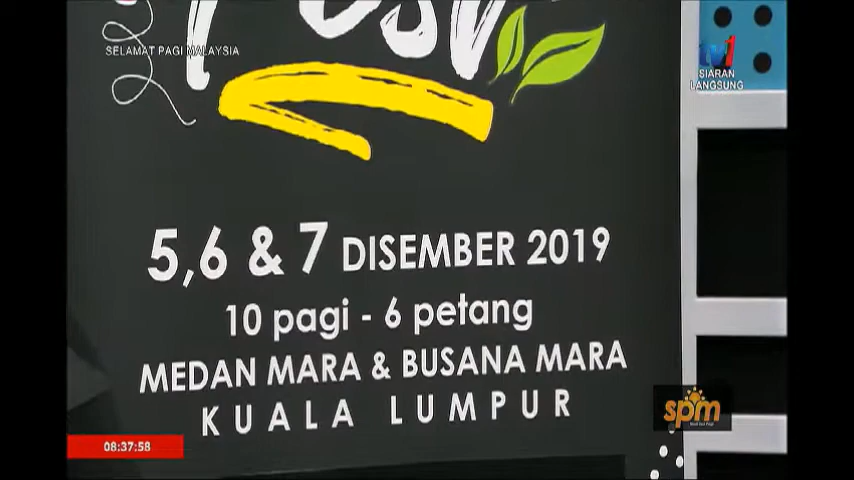 SELAMAT PAGI MALAYSIA
tv1
SIARAN
LANGSUNG
5,6 & 7 DISEMBER 2019
10 pagi - 6 petang
MEDAN MARA & BUSANA MARA
KUALA LUMPUR
spm
08:37:58